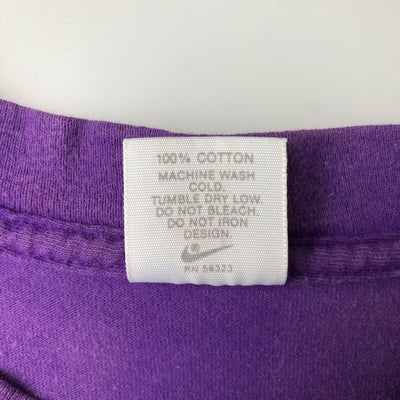 100% COTTON
MACHINE WASH
COLD.
TUMBLE DRY LOW.
DO NOT BLEACH.
DO NOT IRON
DESIGN.
RN 56323